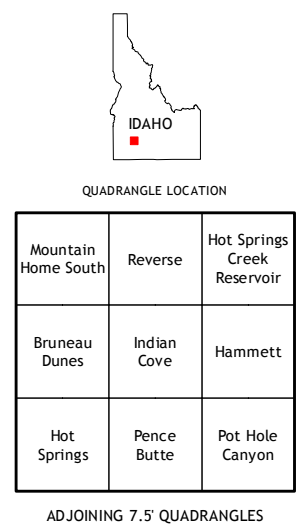 IDAHO
QUADRANGLE LOCATION
Mountain
Home South
Reverse
Hot Springs
Creek
Reservoir
Bruneau
Dunes
Indian
Cove
Hammett
Hot
Springs
Pence
Butte
Pot Hole
Canyon
ADJOINING 7.5' QUADRANGLES